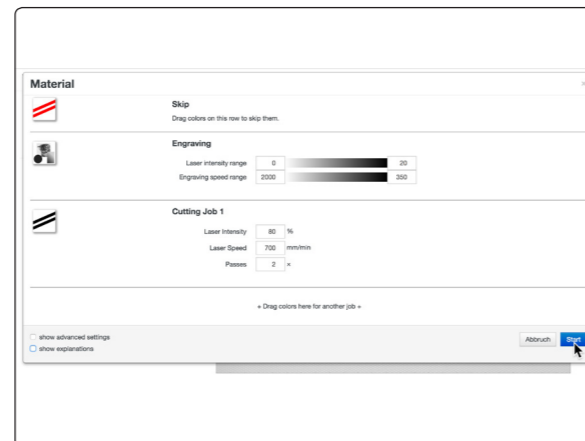 Material
Skip
Drag colors on this row to skip them.
Engraving
Laser intensity range 0 20
Engraving speed range 2000 350
Cutting Job 1
Laser Intensity 80 %
Laser Speed 700 mm/min
Passes 2 ×
« Drag colors here for another job »
show advanced settings
show explanations
Abbruch Start